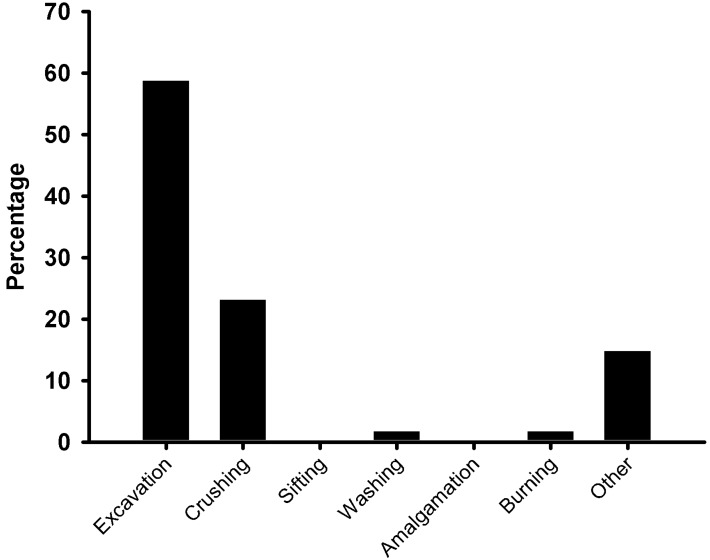 70
60
50
40
30
20
10
0
Percentage
Excavation
Crushing
Sifting
Washing
Amalgamation
Burning
Other